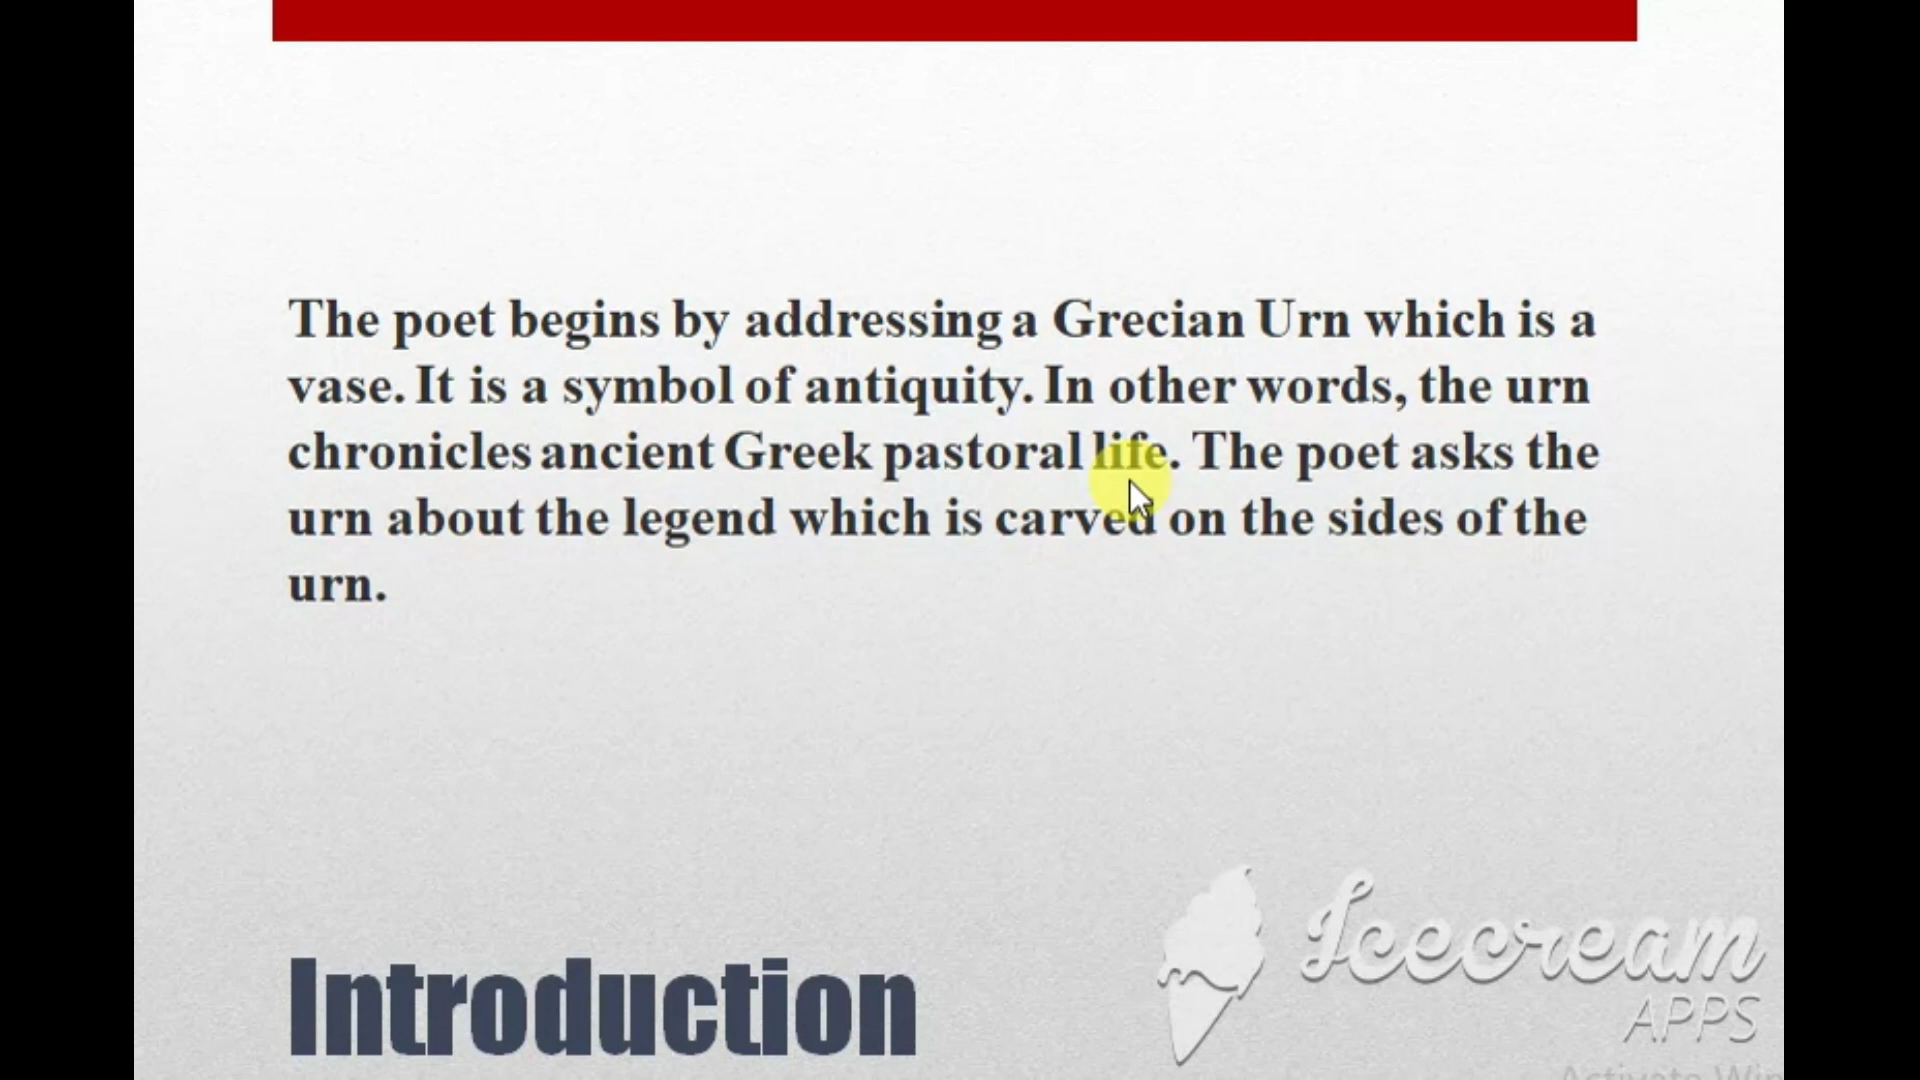 The poet begins by addressing a Grecian Urn which is a
vase. It is a symbol of antiquity. In other words, the urn
chronicles ancient Greek pastoral life. The poet asks the
urn about the legend which is carved on the sides of the
urn.
Introduction
Icecream
APPS